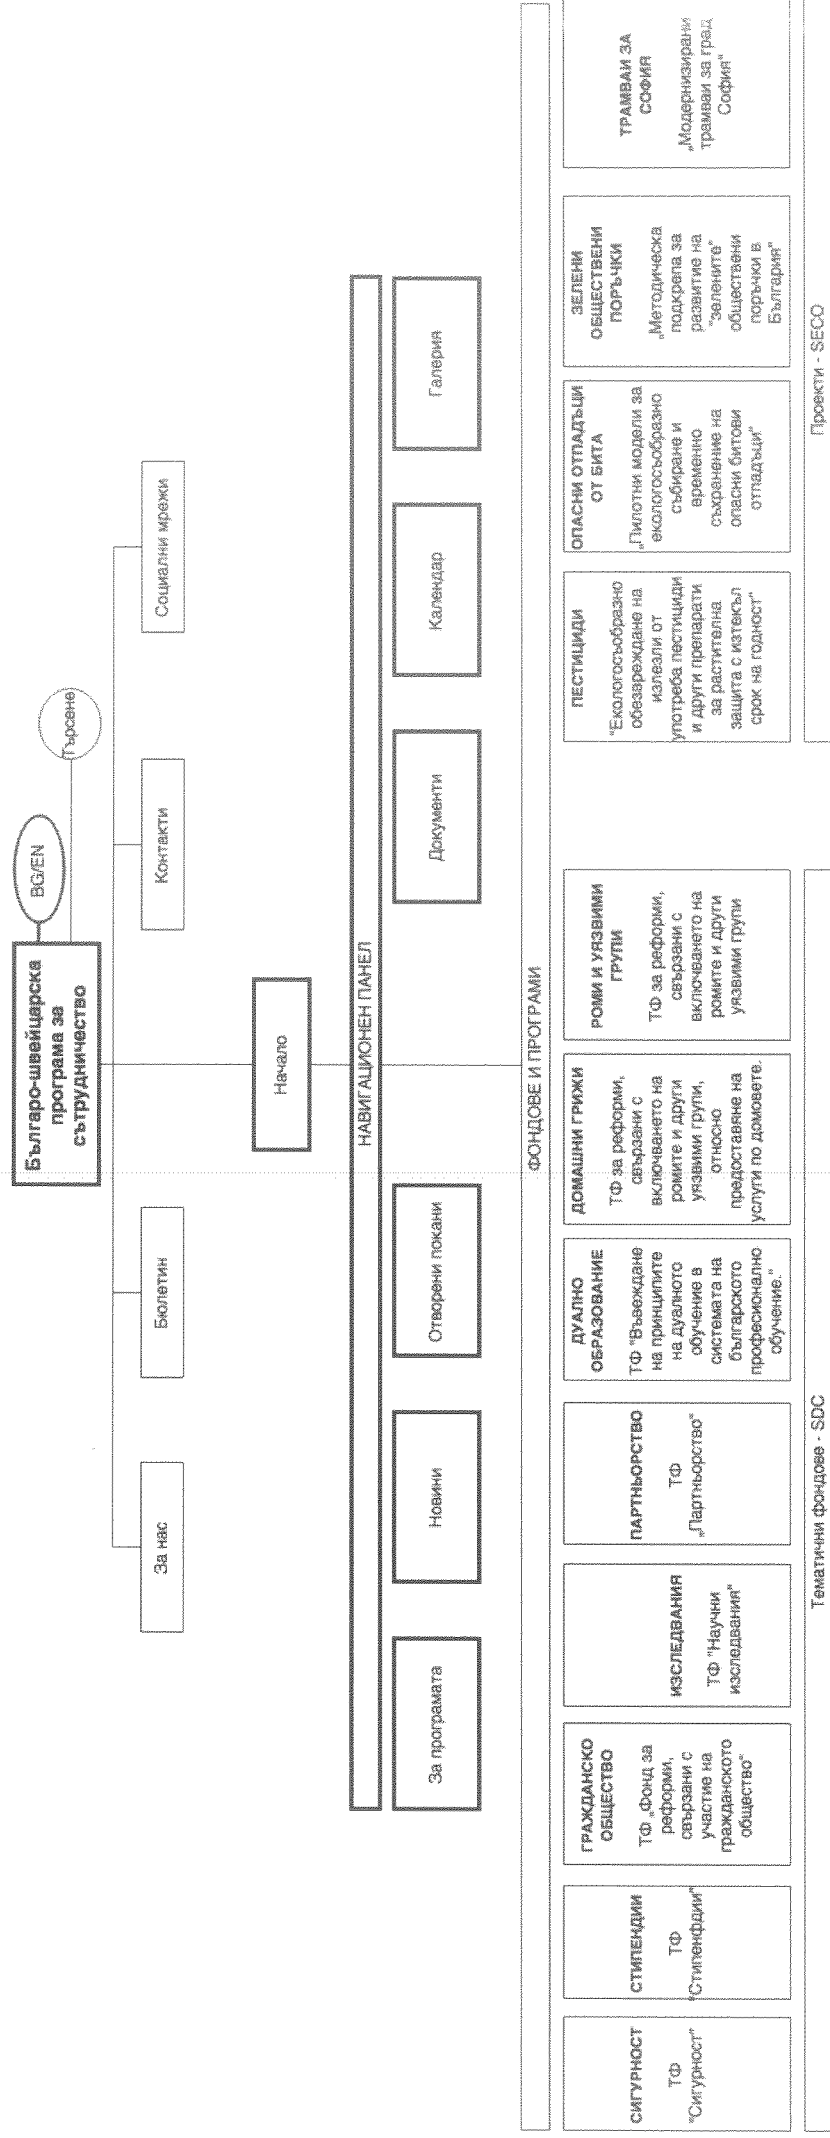 Българо-швейцарска
програма за
сътрудничество
BG/EN
Търсене
За нас
Бюлетин
Контакти
Социални мрежи
Начало
НАВИГАЦИОНЕН ПАНЕЛ
За програмата
Новини
Отворени покани
Документи
Календар
Галерия
ФОНДОВЕ И ПРОГРАМИ
СИГУРНОСТ
ТФ
"Сигурност"
СТИПЕНДИИ
ТФ
"Стипенфдии"
ГРАЖДАНСКО
ОБЩЕСТВО
ТФ „Фонд за
реформи,
свързани с
участие на
гражданското
общество"
ИЗСЛЕДВАНИЯ
ТФ "Научни
изследвания"
ПАРТНЬОРСТВО
ТФ
„Партньорство"
ДУАЛНО
ОБРАЗОВАНИЕ
ТФ "Въвеждане
на принципите
на дуалното
обучение в
системата на
българското
професионално
обучение."
ДОМАШНИ ГРИЖИ
ТФ за реформи,
свързани с
включването на
ромите и други
уязвими групи,
относно
предоставяне на
услуги по домовете.
РОМИ И УЯЗВИМИ
ГРУПИ
ТФ за реформи,
свързани с
включването на
ромите и други
уязвими групи
ПЕСТИЦИДИ
"Екологосъобразно
обезвреждане на
излезли от
употреба пестициди
и други препарати
за растителна
защита с изтекъл
срок на годност"
ОПАСНИ ОТПАДЪЦИ
ОТ БИТА
„Пилотни модели за
екологосъобразно
събиране и
временно
съхранение на
опасни битови
отпадъци"
ЗЕЛЕНИ
ОБЩЕСТВЕНИ
ПОРЪЧКИ
„Методическа
подкрепа за
развитие на
"зелените"
обществени
поръчки в
България"
ТРАМВАИ ЗА
СОФИЯ
„Модернизирани
трамваи за град
София"
Тематични фондове - SDC
Проекти - SECO